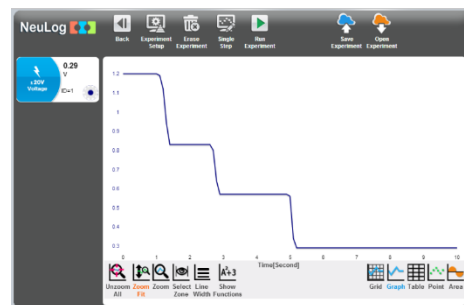 NeuLog
Back
Experiment Setup
Erase Experiment
Single Step
Run Experiment
Save Experiment
Open Experiment
0.29
V
±20V
Voltage
ID=1
1.2
1.1
1
0.9
0.8
0.7
0.6
0.5
0.4
0.3
0 1 2 3 4 5 6 7 8 9 10
Time[Second]
Unzoom All
Zoom Fit
Zoom
Select Zone
Line Width
A²+3
Show Functions
Grid
Graph
Table
Point
Area